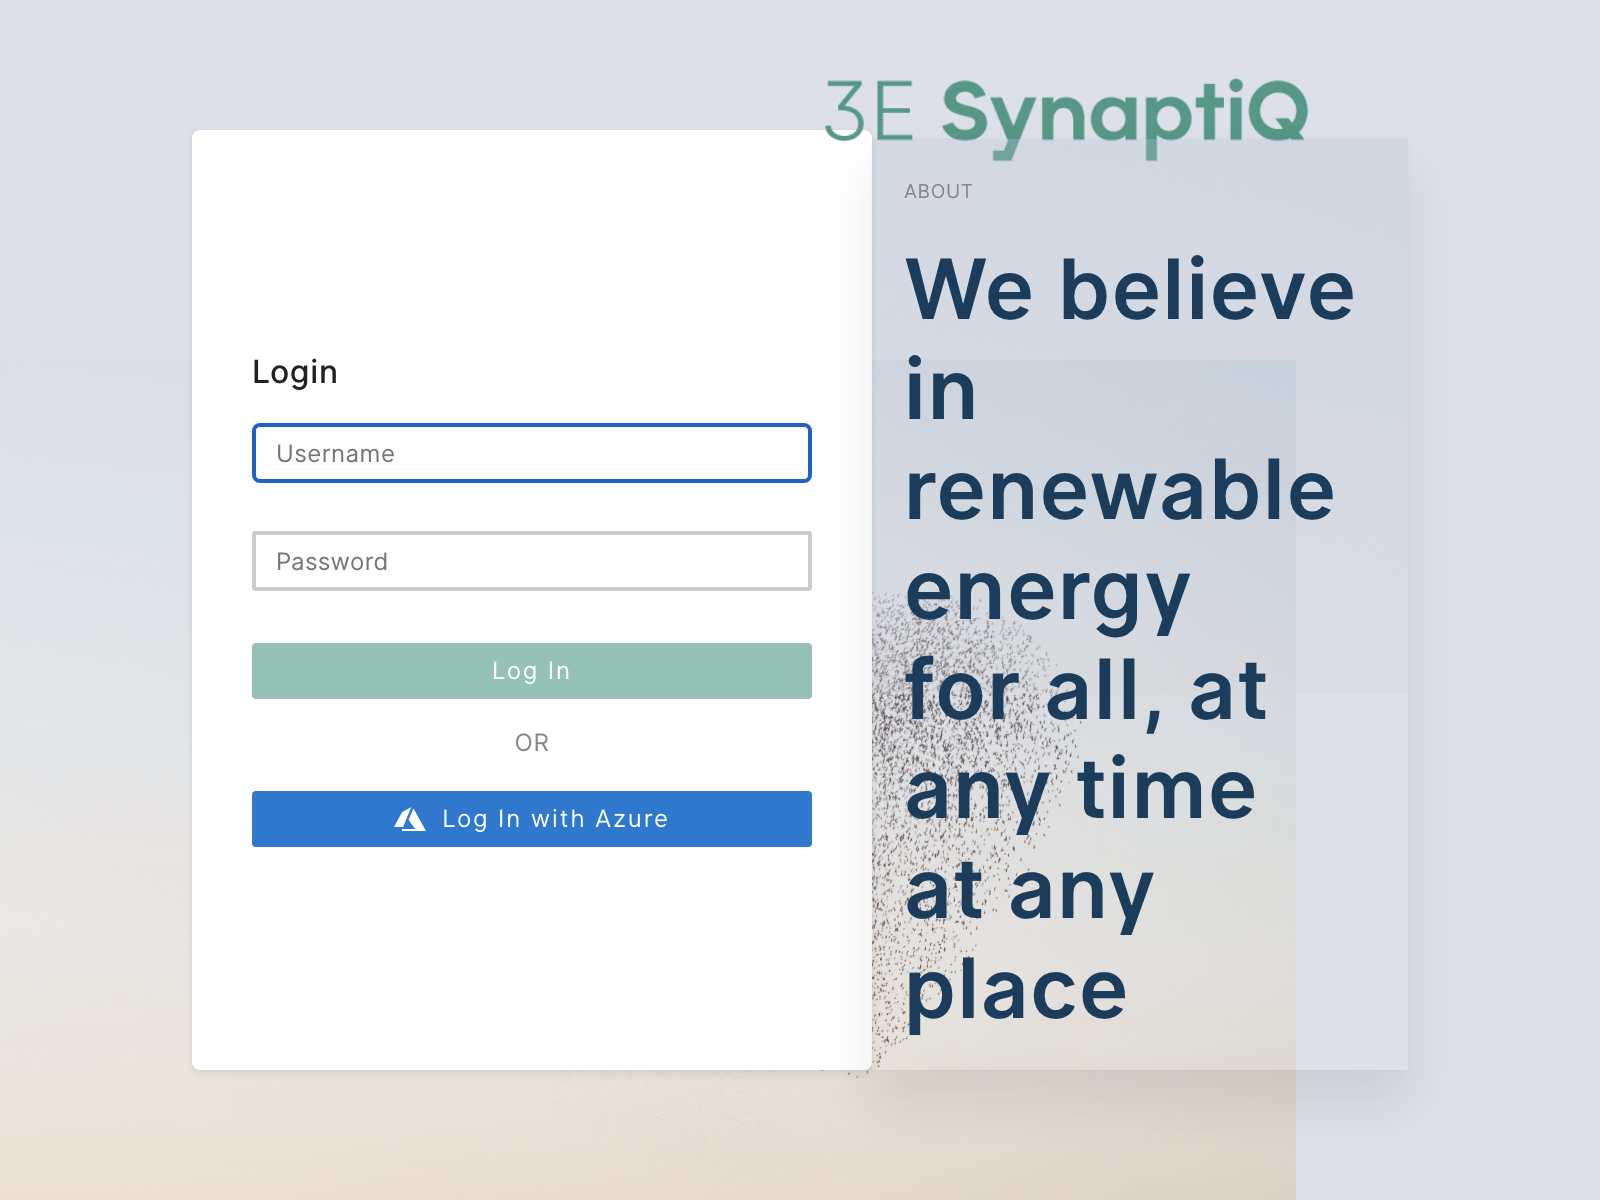 3E SynaptiQ
Login
Username
Password
Log In
OR
Log In with Azure
ABOUT
We believe
in
renewable
energy
for all, at
any time
at any
place